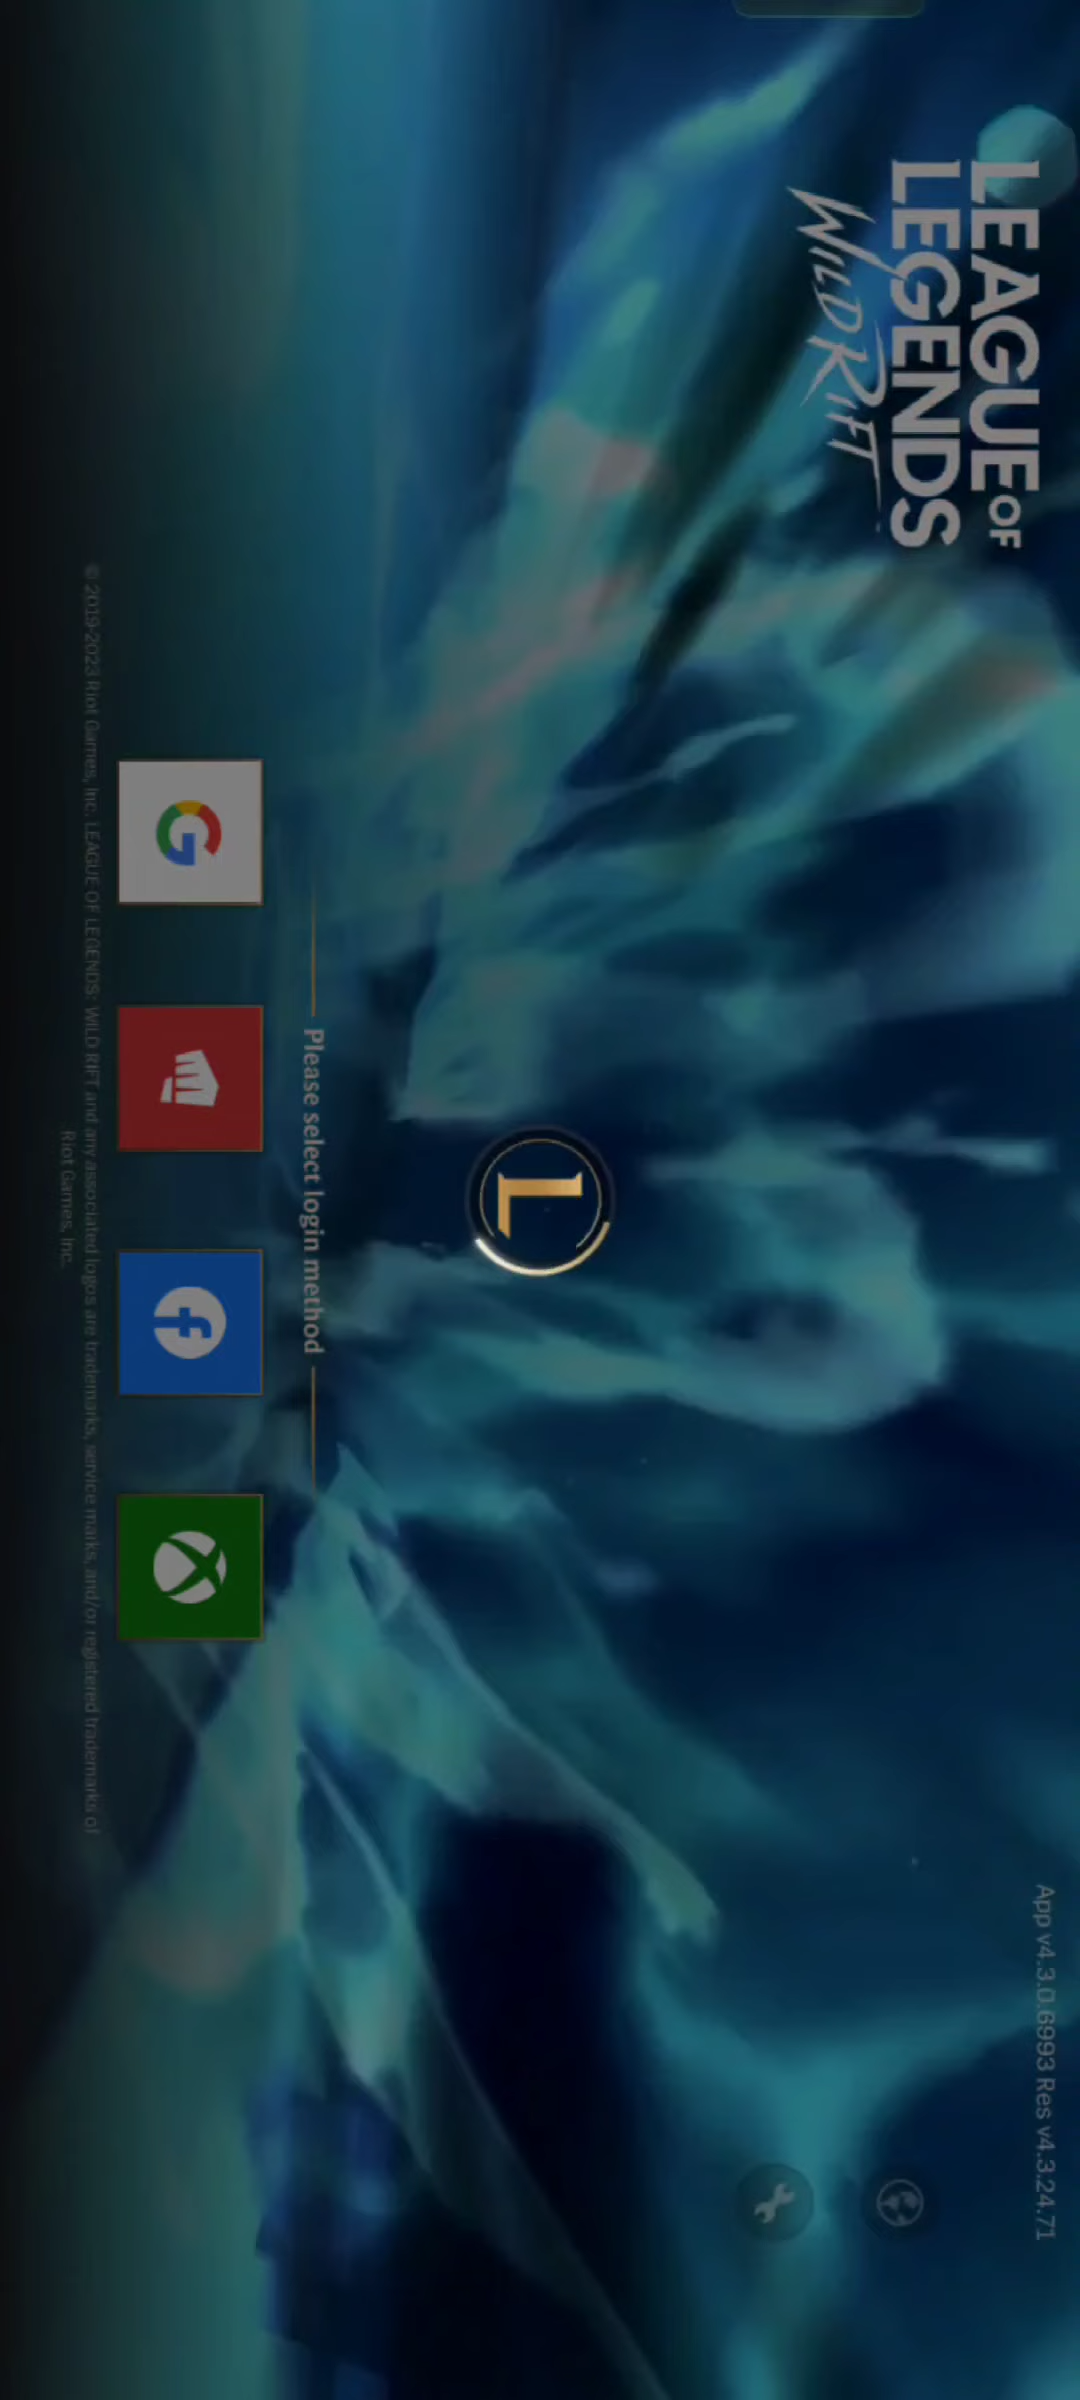 LEAGUE OF
LEGENDS
WILD RIFT
App v4.3.0.6993 Res v4.3.24.71
L
Please select login method
© 2019-2023 Riot Games, Inc. LEAGUE OF LEGENDS: WILD RIFT and any associated logos are trademarks, service marks, and/or registered trademarks of
Riot Games, Inc.